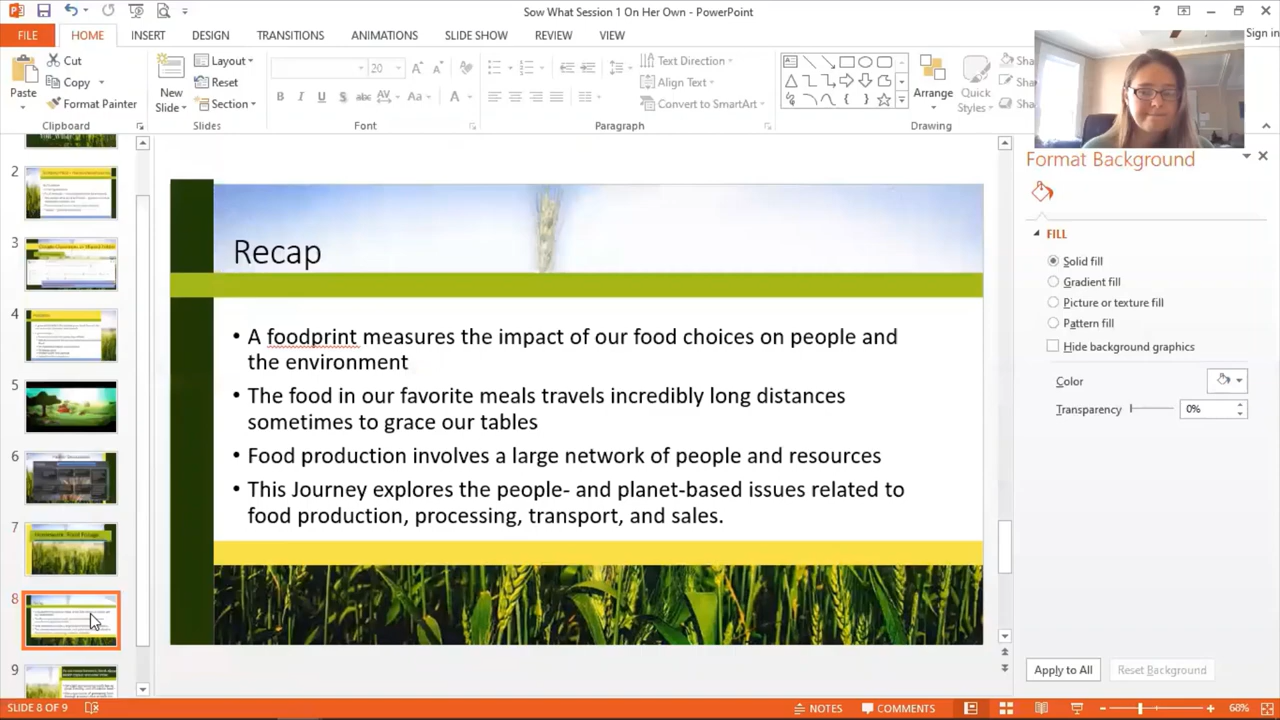 Sow What Session 1 On Her Own - PowerPoint
FILE HOME INSERT DESIGN TRANSITIONS ANIMATIONS SLIDE SHOW REVIEW VIEW Sign in
Paste
Cut
Copy
Format Painter
Clipboard
New
Slide
Layout
Reset
Section
Slides
20
Font
Text Direction
Align Text
Convert to SmartArt
Paragraph
Arrange
Quick
Styles
Drawing
Format Background
FILL
Solid fill
Gradient fill
Picture or texture fill
Pattern fill
Hide background graphics
Color
Transparency 0%
Apply to All Reset Background
2
3
4
5
6
7
8
9
Recap
• A foonprint measures the impact of our food choices on people and
the environment
• The food in our favorite meals travels incredibly long distances
sometimes to grace our tables
• Food production involves a large network of people and resources
• This Journey explores the people- and planet-based issues related to
food production, processing, transport, and sales.
SLIDE 8 OF 9 NOTES COMMENTS 68%